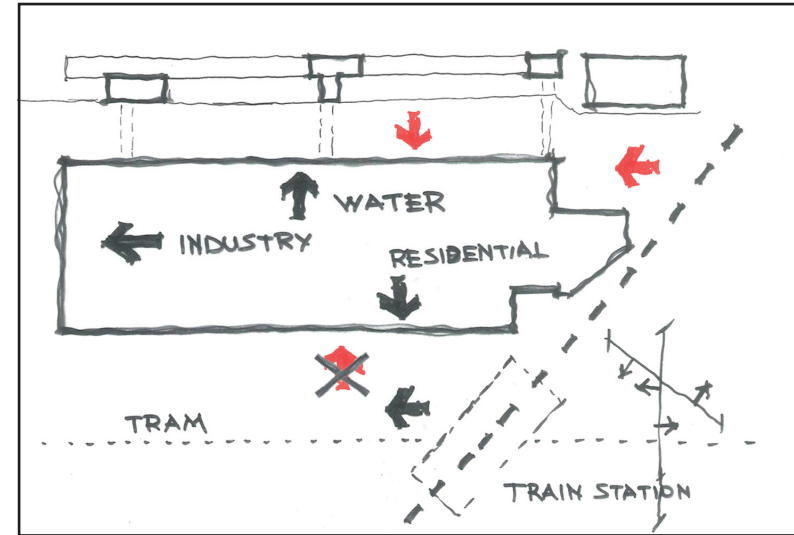 WATER
INDUSTRY
RESIDENTIAL
TRAM
TRAIN STATION